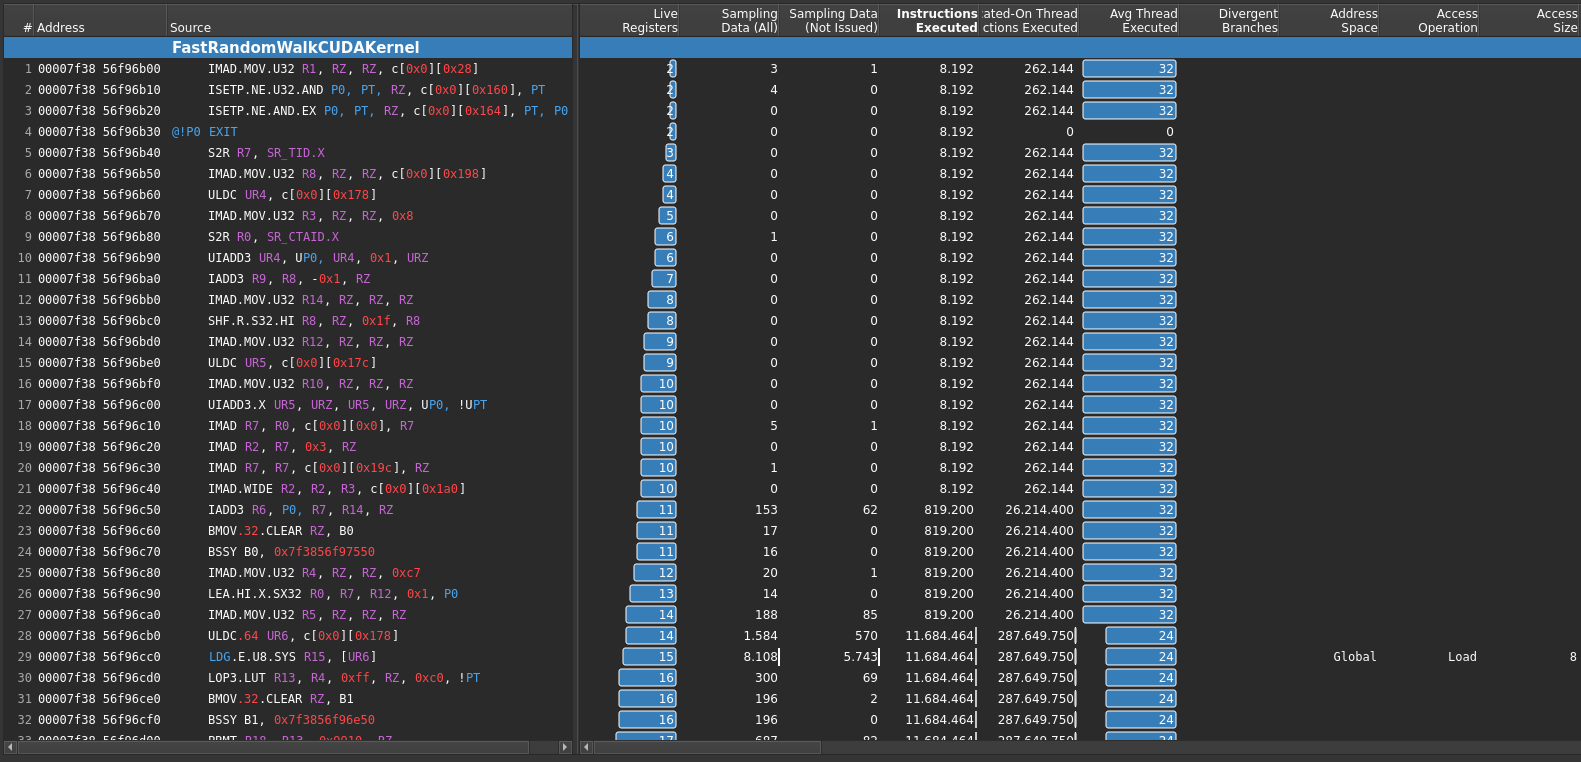 # Address Source Live Registers Sampling Data (All) Sampling Data (Not Issued) Instructions Executed ated-On Thread ctions Executed Avg Thread Executed Divergent Branches Address Space Access Operation Access Size
FastRandomWalkCUDAKernel
1 00007f38 56f96b00 IMAD.MOV.U32 R1, RZ, RZ, c[0x0][0x28] 2 3 1 8.192 262.144 32
2 00007f38 56f96b10 ISETP.NE.U32.AND P0, PT, RZ, c[0x0][0x160], PT 2 4 0 8.192 262.144 32
3 00007f38 56f96b20 ISETP.NE.AND.EX P0, PT, RZ, c[0x0][0x164], PT, P0 2 0 0 8.192 262.144 32
4 00007f38 56f96b30 @!P0 EXIT 2 0 0 8.192 0 0
5 00007f38 56f96b40 S2R R7, SR_TID.X 3 0 0 8.192 262.144 32
6 00007f38 56f96b50 IMAD.MOV.U32 R8, RZ, RZ, c[0x0][0x198] 4 0 0 8.192 262.144 32
7 00007f38 56f96b60 ULDC UR4, c[0x0][0x178] 4 0 0 8.192 262.144 32
8 00007f38 56f96b70 IMAD.MOV.U32 R3, RZ, RZ, 0x8 5 0 0 8.192 262.144 32
9 00007f38 56f96b80 S2R R0, SR_CTAID.X 6 1 0 8.192 262.144 32
10 00007f38 56f96b90 UIADD3 UR4, UP0, UR4, 0x1, URZ 6 0 0 8.192 262.144 32
11 00007f38 56f96ba0 IADD3 R9, R8, -0x1, RZ 7 0 0 8.192 262.144 32
12 00007f38 56f96bb0 IMAD.MOV.U32 R14, RZ, RZ, RZ 8 0 0 8.192 262.144 32
13 00007f38 56f96bc0 SHF.R.S32.HI R8, RZ, 0x1f, R8 8 0 0 8.192 262.144 32
14 00007f38 56f96bd0 IMAD.MOV.U32 R12, RZ, RZ, RZ 9 0 0 8.192 262.144 32
15 00007f38 56f96be0 ULDC UR5, c[0x0][0x17c] 9 0 0 8.192 262.144 32
16 00007f38 56f96bf0 IMAD.MOV.U32 R10, RZ, RZ, RZ 10 0 0 8.192 262.144 32
17 00007f38 56f96c00 UIADD3.X UR5, URZ, UR5, URZ, UP0, !UPT 10 0 0 8.192 262.144 32
18 00007f38 56f96c10 IMAD R7, R0, c[0x0][0x0], R7 10 5 1 8.192 262.144 32
19 00007f38 56f96c20 IMAD R2, R7, 0x3, RZ 10 0 0 8.192 262.144 32
20 00007f38 56f96c30 IMAD R7, R7, c[0x0][0x19c], RZ 10 1 0 8.192 262.144 32
21 00007f38 56f96c40 IMAD.WIDE R2, R2, R3, c[0x0][0x1a0] 10 0 0 8.192 262.144 32
22 00007f38 56f96c50 IADD3 R6, P0, R7, R14, RZ 11 153 62 819.200 26.214.400 32
23 00007f38 56f96c60 BMOV.32.CLEAR RZ, B0 11 17 0 819.200 26.214.400 32
24 00007f38 56f96c70 BSSY B0, 0x7f3856f97550 11 16 0 819.200 26.214.400 32
25 00007f38 56f96c80 IMAD.MOV.U32 R4, RZ, RZ, 0xc7 12 20 1 819.200 26.214.400 32
26 00007f38 56f96c90 LEA.HI.X.SX32 R0, R7, R12, 0x1, P0 13 14 0 819.200 26.214.400 32
27 00007f38 56f96ca0 IMAD.MOV.U32 R5, RZ, RZ, RZ 14 188 85 819.200 26.214.400 32
28 00007f38 56f96cb0 ULDC.64 UR6, c[0x0][0x178] 14 1.584 570 11.684.464 287.649.750 24
29 00007f38 56f96cc0 LDG.E.U8.SYS R15, [UR6] 15 8.108 5.743 11.684.464 287.649.750 24 Global Load 8
30 00007f38 56f96cd0 LOP3.LUT R13, R4, 0xff, RZ, 0xc0, !PT 16 300 69 11.684.464 287.649.750 24
31 00007f38 56f96ce0 BMOV.32.CLEAR RZ, B1 16 196 2 11.684.464 287.649.750 24
32 00007f38 56f96cf0 BSSY B1, 0x7f3856f96e50 16 196 0 11.684.464 287.649.750 24
33 00007f38 56f96d00 PRMT R18, R13, 0x9910, RZ 17 687 82 11.684.464 287.649.750 24